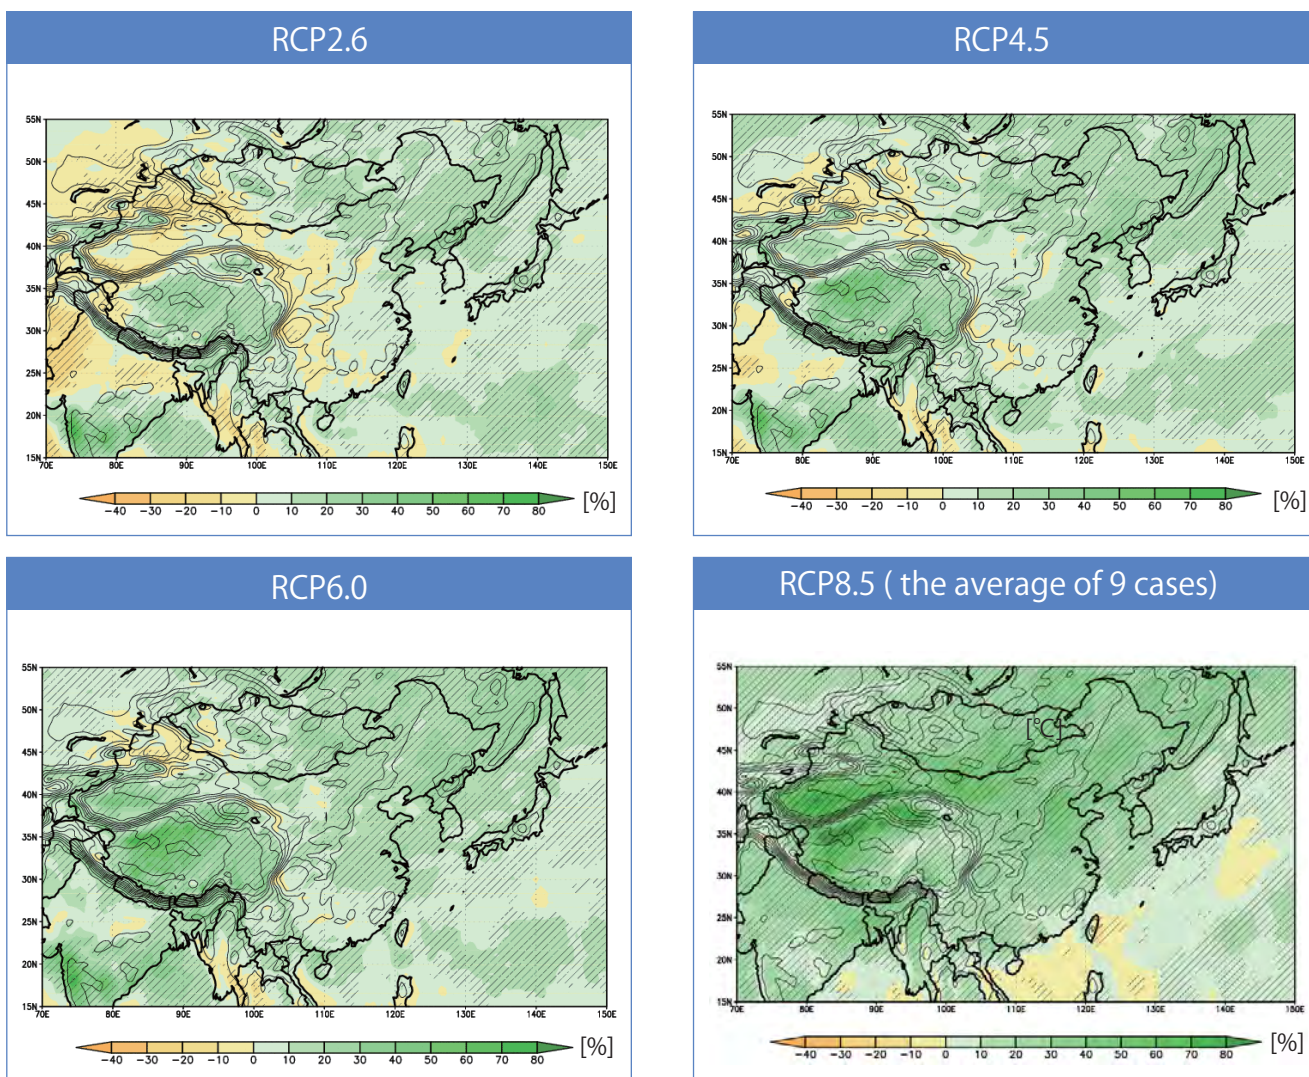 RCP2.6
55N
50N
45N
40N
35N
30N
25N
20N
15N
70E 80E 90E 100E 110E 120E 130E 140E 150E
−40 −30 −20 −10 0 10 20 30 40 50 60 70 80 [%]
RCP4.5
55N
50N
45N
40N
35N
30N
25N
20N
15N
70E 80E 90E 100E 110E 120E 130E 140E 150E
−40 −30 −20 −10 0 10 20 30 40 50 60 70 80 [%]
RCP6.0
55N
50N
45N
40N
35N
30N
25N
20N
15N
70E 80E 90E 100E 110E 120E 130E 140E 150E
−40 −30 −20 −10 0 10 20 30 40 50 60 70 80 [%]
RCP8.5 ( the average of 9 cases)
55N
50N
[℃]
45N
40N
35N
30N
25N
20N
15N
70E 80E 90E 100E 110E 120E 130E 140E 150E
−40 −30 −20 −10 0 10 20 30 40 50 60 70 80 [%]